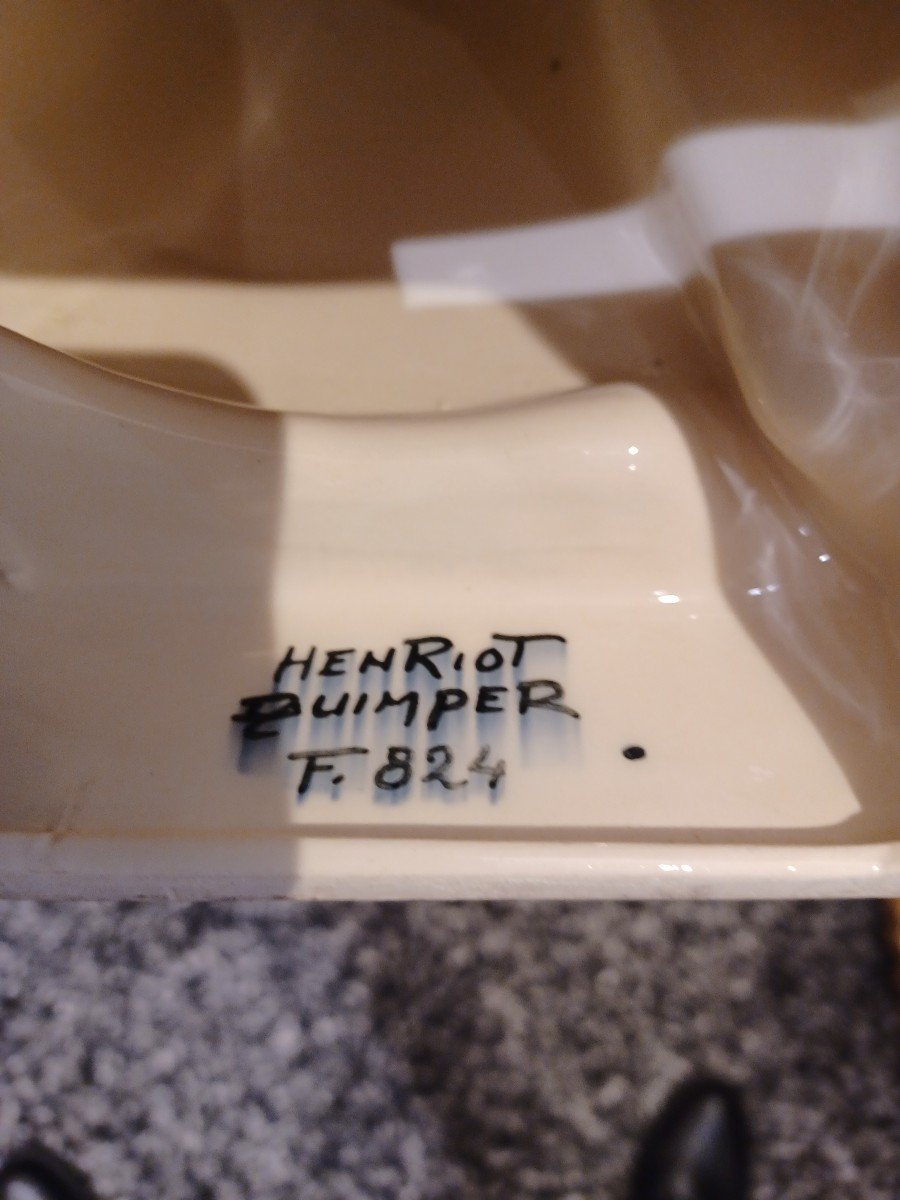 HENRIOT
QUIMPER
F. 824